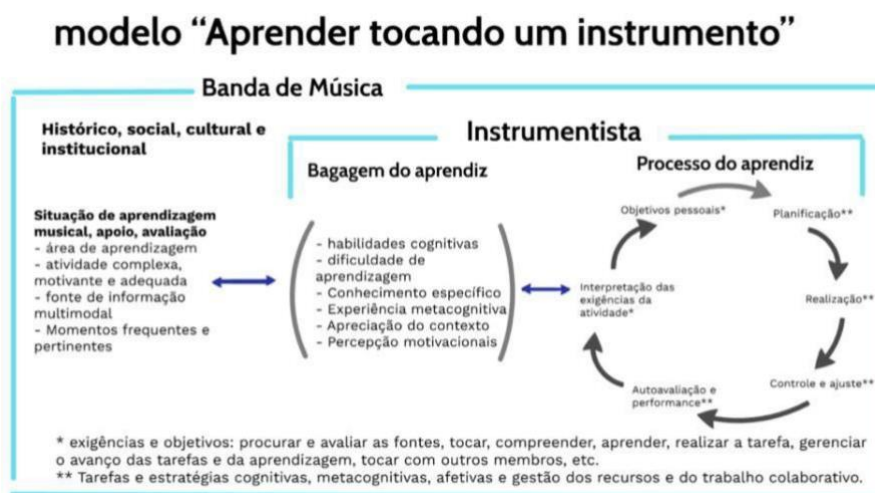 modelo “Aprender tocando um instrumento”
Banda de Música
Histórico, social, cultural e
institucional
Situação de aprendizagem
musical, apoio, avaliação
- área de aprendizagem
- atividade complexa,
motivante e adequada
- fonte de informação
multimodal
- Momentos frequentes e
pertinentes
Instrumentista
Bagagem do aprendiz
- habilidades cognitivas
- dificuldade de
aprendizagem
- Conhecimento específico
- Experiência metacognitiva
- Apreciação do contexto
- Percepção motivacionais
Processo do aprendiz
Objetivos pessoais*
Planificação**
Realização**
Controle e ajuste**
Autoavaliação e
performance**
Interpretação das
exigências da
atividade*
* exigências e objetivos: procurar e avaliar as fontes, tocar, compreender, aprender, realizar a tarefa, gerenciar
o avanço das tarefas e da aprendizagem, tocar com outros membros, etc.
** Tarefas e estratégias cognitivas, metacognitivas, afetivas e gestão dos recursos e do trabalho colaborativo.